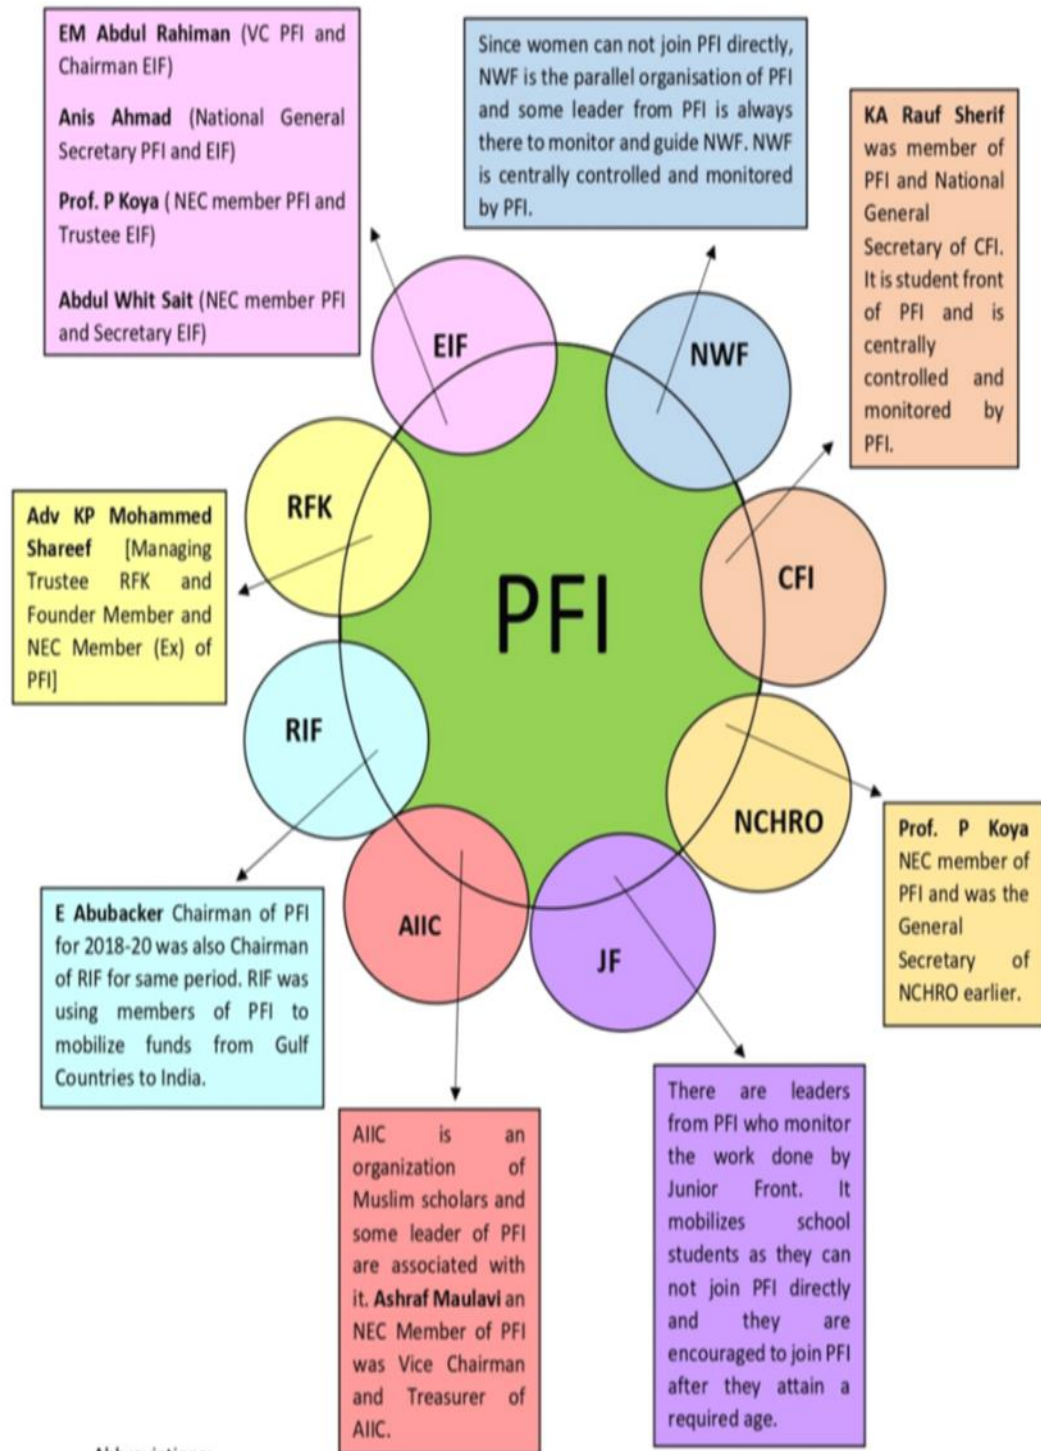 EM Abdul Rahiman (VC PFI and
Chairman EIF)
Anis Ahmad (National General
Secretary PFI and EIF)
Prof. P Koya ( NEC member PFI and
Trustee EIF)
Abdul Whit Sait (NEC member PFI
and Secretary EIF)
Since women can not join PFI directly,
NWF is the parallel organisation of PFI
and some leader from PFI is always
there to monitor and guide NWF. NWF
is centrally controlled and monitored
by PFI.
KA Rauf Sherif
was member of
PFI and National
General
Secretary of CFI.
It is student front
of PFI and is
centrally
controlled and
monitored by
PFI.
EIF
NWF
RFK
CFI
PFI
Adv KP Mohammed
Shareef [Managing
Trustee RFK and
Founder Member and
NEC Member (Ex) of
PFI]
RIF
NCHRO
AIIC
JF
Prof. P Koya
NEC member of
PFI and was the
General
Secretary of
NCHRO earlier.
E Abubacker Chairman of PFI
for 2018-20 was also Chairman
of RIF for same period. RIF was
using members of PFI to
mobilize funds from Gulf
Countries to India.
AIIC is an
organization of
Muslim scholars and
some leader of PFI
are associated with
it. Ashraf Maulavi an
NEC Member of PFI
was Vice Chairman
and Treasurer of
AIIC.
There are leaders
from PFI who monitor
the work done by
Junior Front. It
mobilizes school
students as they can
not join PFI directly
and they are
encouraged to join PFI
after they attain a
required age.